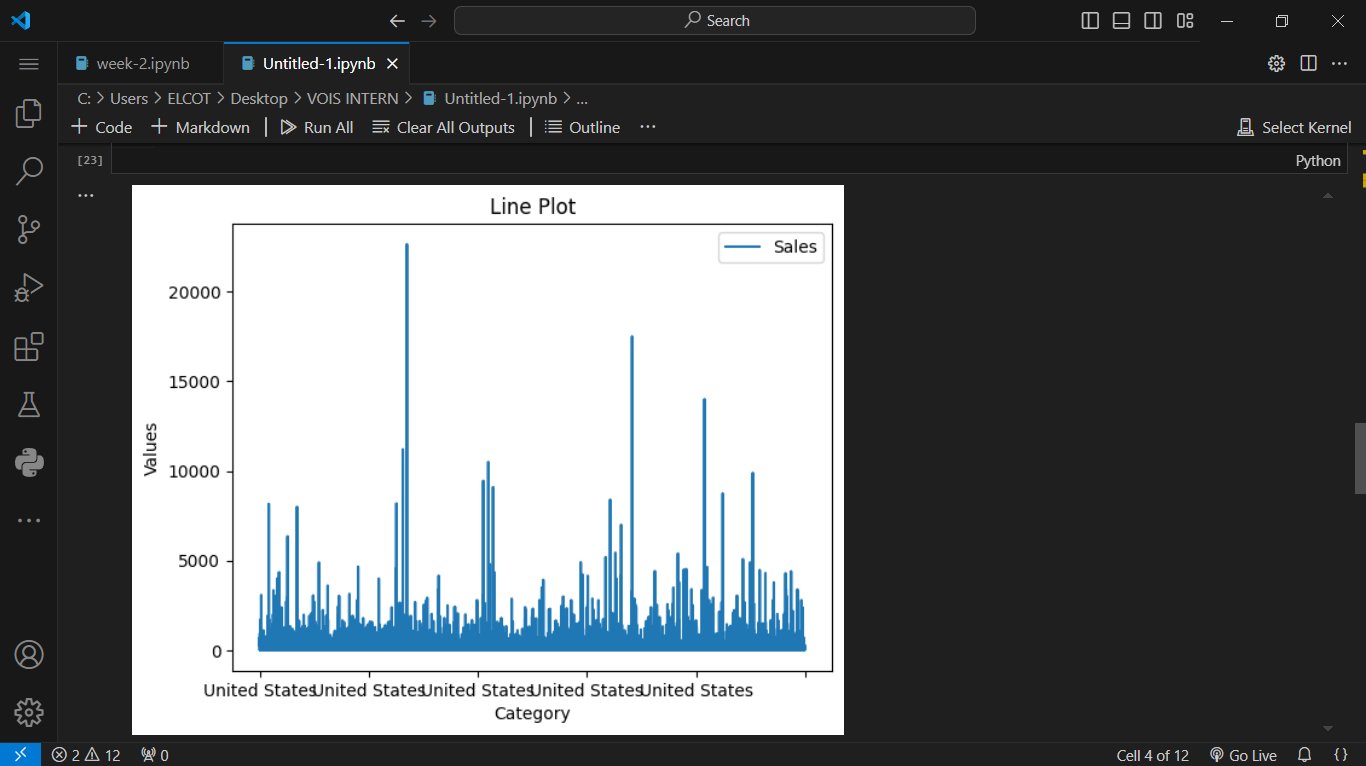 Search
week-2.ipynb
Untitled-1.ipynb
C: > Users > ELCOT > Desktop > VOIS INTERN > Untitled-1.ipynb > ...
+ Code + Markdown | Run All Clear All Outputs | Outline ...
Select Kernel
[23]
Python
...
Line Plot
Sales
20000
15000
10000
5000
0
Values
United States United States United States United States United States
Category
2 12 0
Cell 4 of 12 Go Live {}